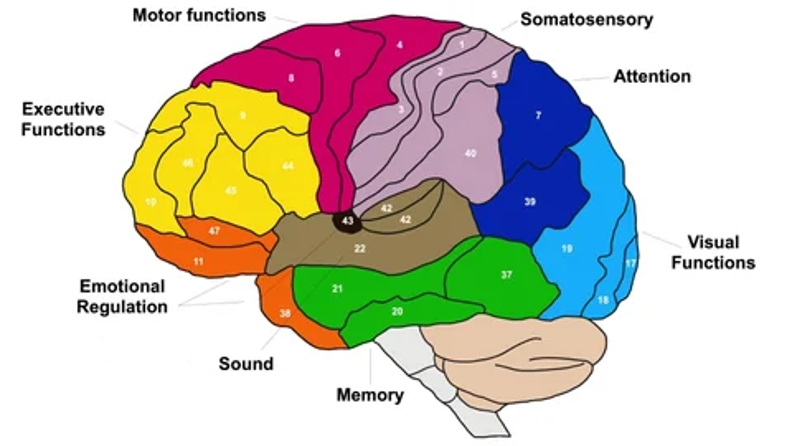 Motor functions
Somatosensory
Attention
Executive
Functions
Visual
Functions
Emotional
Regulation
Sound
Memory
6
4
1
2
5
8
3
9
7
46
44
40
45
10
39
42
42
43
47
22
19
11
17
37
21
18
20
38